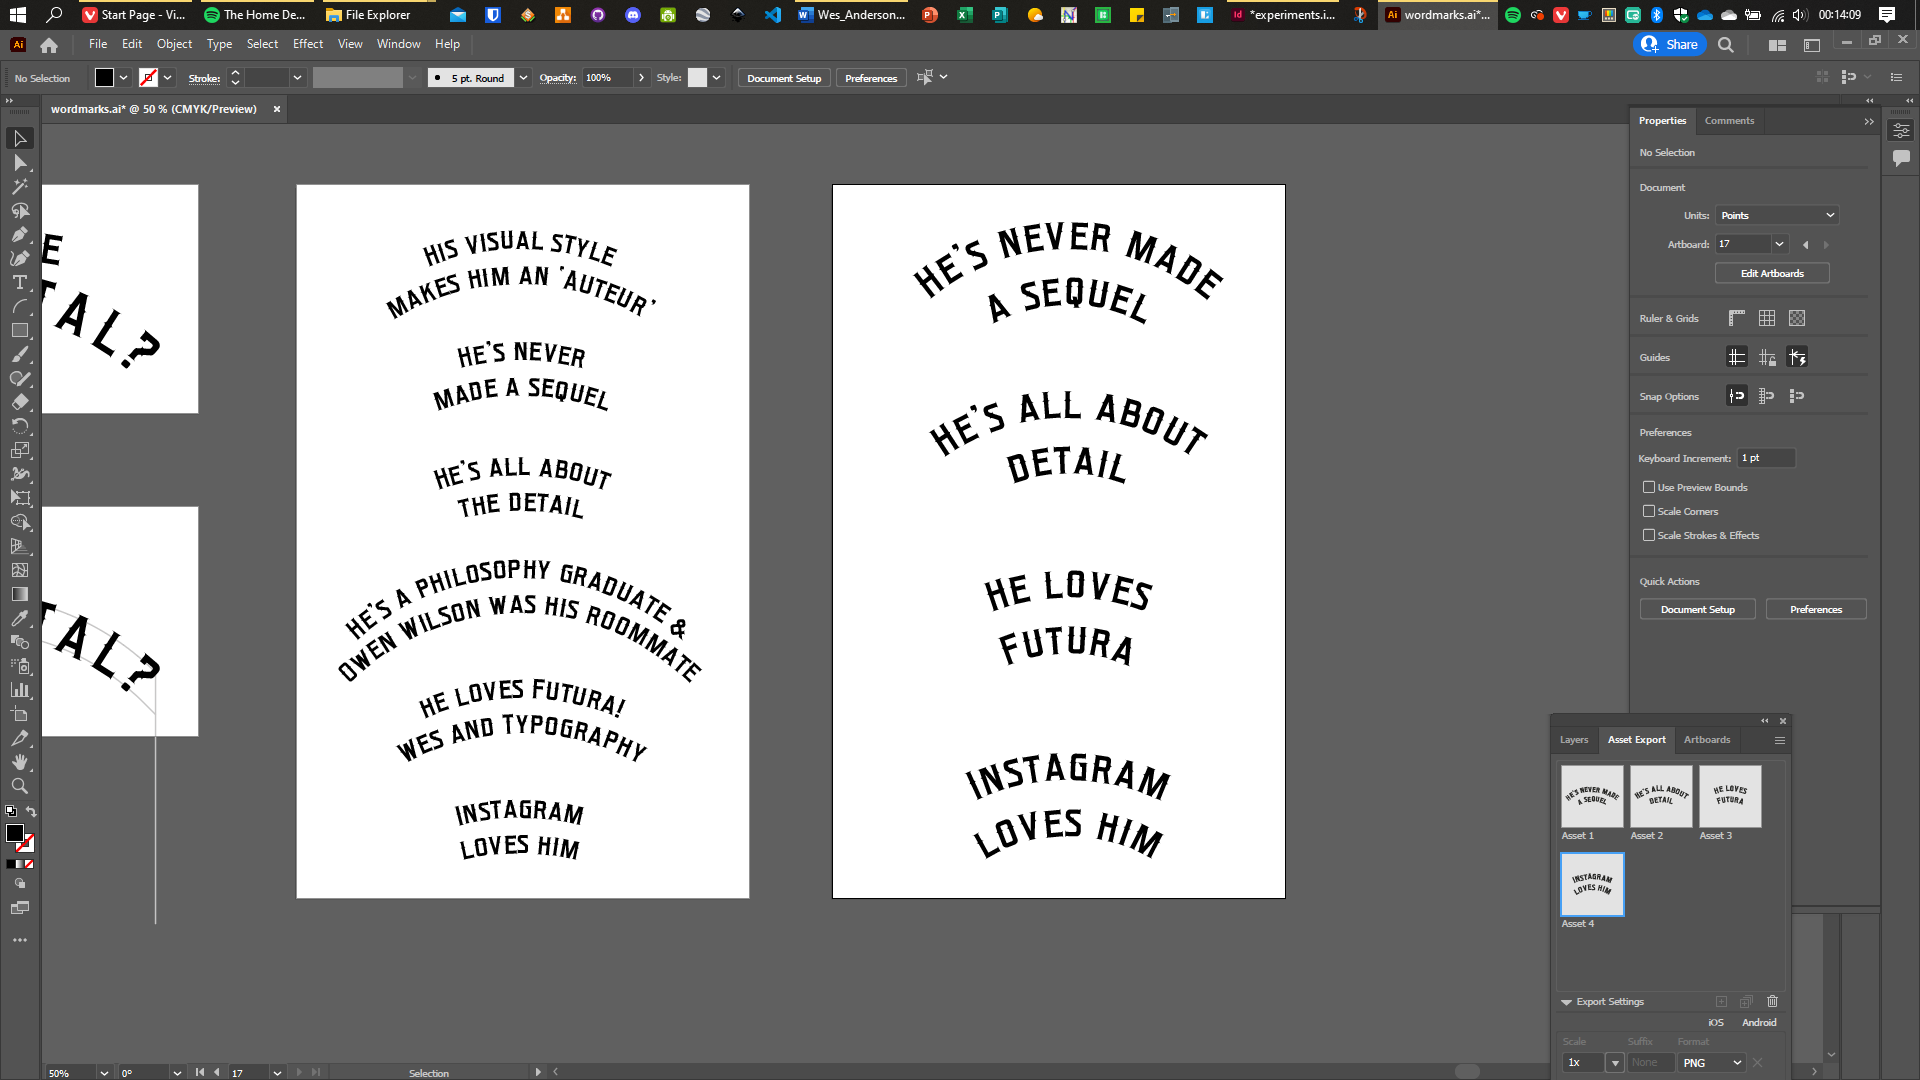 Start Page - Vi...
The Home De...
File Explorer
Wes_Anderson...
*experiments.i...
wordmarks.ai*...
00:14:09
File Edit Object Type Select Effect View Window Help
Share
No Selection
Stroke:
5 pt. Round
Opacity: 100%
Style:
Document Setup
Preferences
wordmarks.ai* @ 50 % (CMYK/Preview)
E
TAL?
TAL?
HIS VISUAL STYLE
MAKES HIM AN 'AUTEUR'
HE'S NEVER
MADE A SEQUEL
HE'S ALL ABOUT
THE DETAIL
HE'S A PHILOSOPHY GRADUATE &
OWEN WILSON WAS HIS ROOMMATE
HE LOVES FUTURA!
WES AND TYPOGRAPHY
INSTAGRAM
LOVES HIM
HE'S NEVER MADE
A SEQUEL
HE'S ALL ABOUT
DETAIL
HE LOVES
FUTURA
INSTAGRAM
LOVES HIM
Properties
Comments
No Selection
Document
Units: Points
Artboard: 17
Edit Artboards
Ruler & Grids
Guides
Snap Options
Preferences
Keyboard Increment: 1 pt
Use Preview Bounds
Scale Corners
Scale Strokes & Effects
Quick Actions
Document Setup
Preferences
Layers
Asset Export
Artboards
HE'S NEVER MADE
A SEQUEL
HE'S ALL ABOUT
DETAIL
HE LOVES
FUTURA
Asset 1
Asset 2
Asset 3
INSTAGRAM
LOVES HIM
Asset 4
Export Settings
iOS
Android
Scale
Suffix
Format
1x
None
PNG
50%
0°
17
Selection